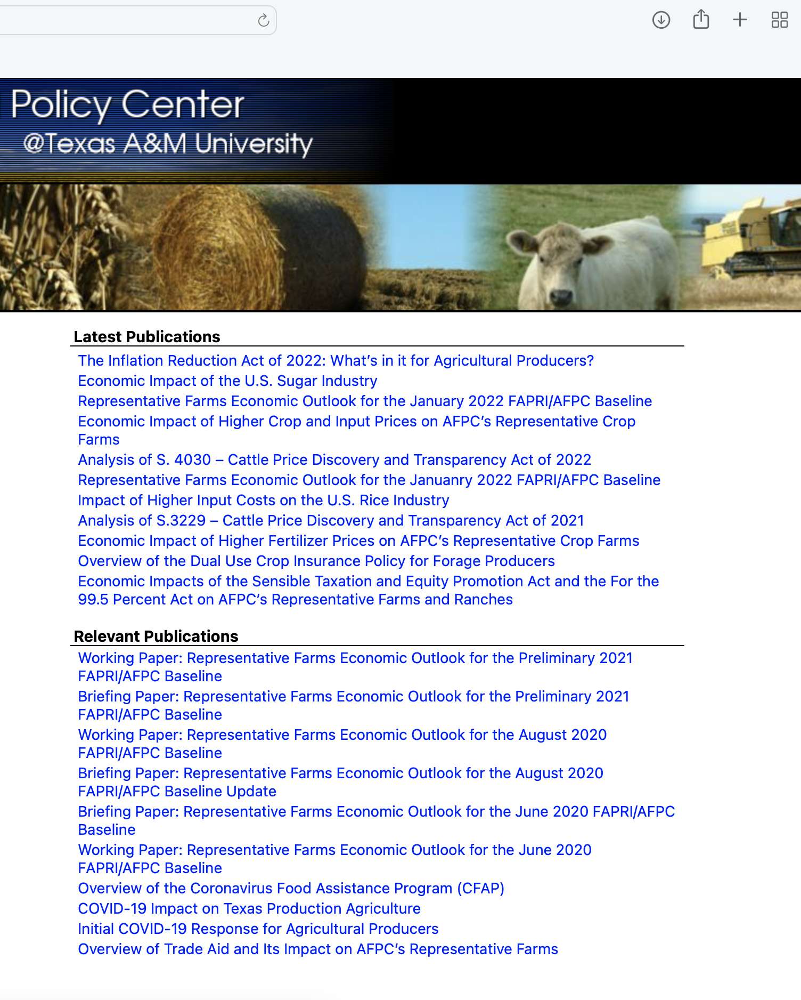 Policy Center
@Texas A&M University
Latest Publications
The Inflation Reduction Act of 2022: What’s in it for Agricultural Producers?
Economic Impact of the U.S. Sugar Industry
Representative Farms Economic Outlook for the January 2022 FAPRI/AFPC Baseline
Economic Impact of Higher Crop and Input Prices on AFPC’s Representative Crop
Farms
Analysis of S. 4030 – Cattle Price Discovery and Transparency Act of 2022
Representative Farms Economic Outlook for the Januanry 2022 FAPRI/AFPC Baseline
Impact of Higher Input Costs on the U.S. Rice Industry
Analysis of S.3229 – Cattle Price Discovery and Transparency Act of 2021
Economic Impact of Higher Fertilizer Prices on AFPC’s Representative Crop Farms
Overview of the Dual Use Crop Insurance Policy for Forage Producers
Economic Impacts of the Sensible Taxation and Equity Promotion Act and the For the
99.5 Percent Act on AFPC’s Representative Farms and Ranches
Relevant Publications
Working Paper: Representative Farms Economic Outlook for the Preliminary 2021
FAPRI/AFPC Baseline
Briefing Paper: Representative Farms Economic Outlook for the Preliminary 2021
FAPRI/AFPC Baseline
Working Paper: Representative Farms Economic Outlook for the August 2020
FAPRI/AFPC Baseline
Briefing Paper: Representative Farms Economic Outlook for the August 2020
FAPRI/AFPC Baseline Update
Briefing Paper: Representative Farms Economic Outlook for the June 2020 FAPRI/AFPC
Baseline
Working Paper: Representative Farms Economic Outlook for the June 2020
FAPRI/AFPC Baseline
Overview of the Coronavirus Food Assistance Program (CFAP)
COVID-19 Impact on Texas Production Agriculture
Initial COVID-19 Response for Agricultural Producers
Overview of Trade Aid and Its Impact on AFPC’s Representative Farms